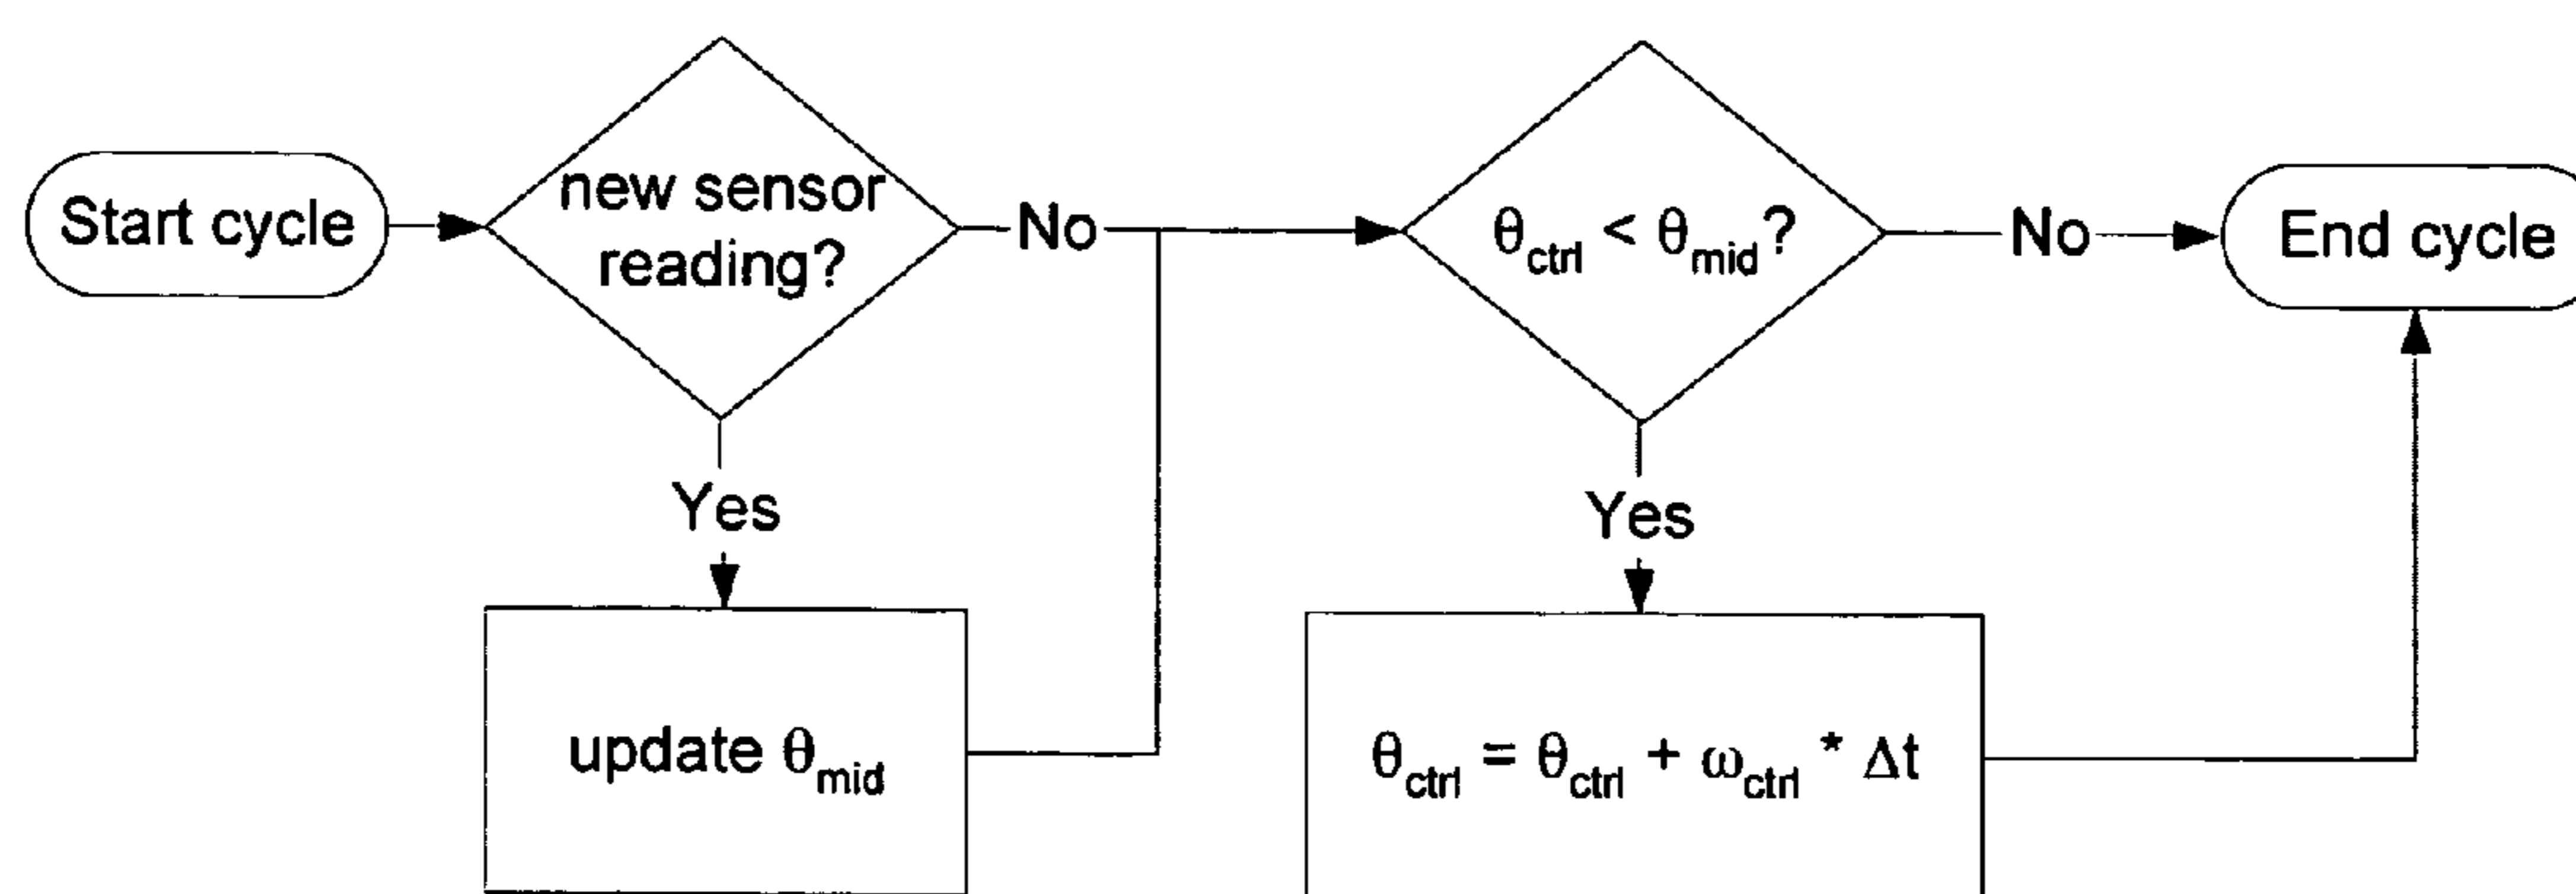 Start cycle
new sensor
reading?
No
θctrl < θmid?
No
End cycle
Yes
Yes
update θmid
θctrl = θctrl + ωctrl * Δt